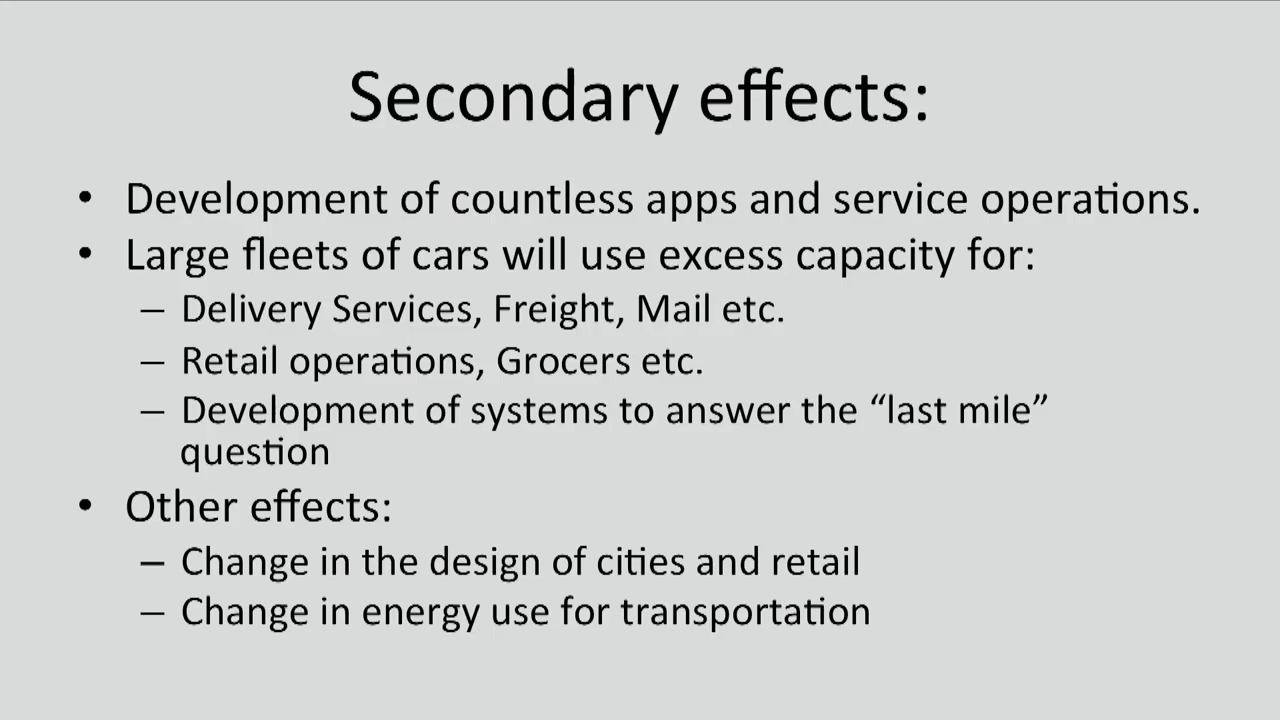 Secondary effects:
• Development of countless apps and service operations.
• Large fleets of cars will use excess capacity for:
– Delivery Services, Freight, Mail etc.
– Retail operations, Grocers etc.
– Development of systems to answer the “last mile”
question
• Other effects:
– Change in the design of cities and retail
– Change in energy use for transportation